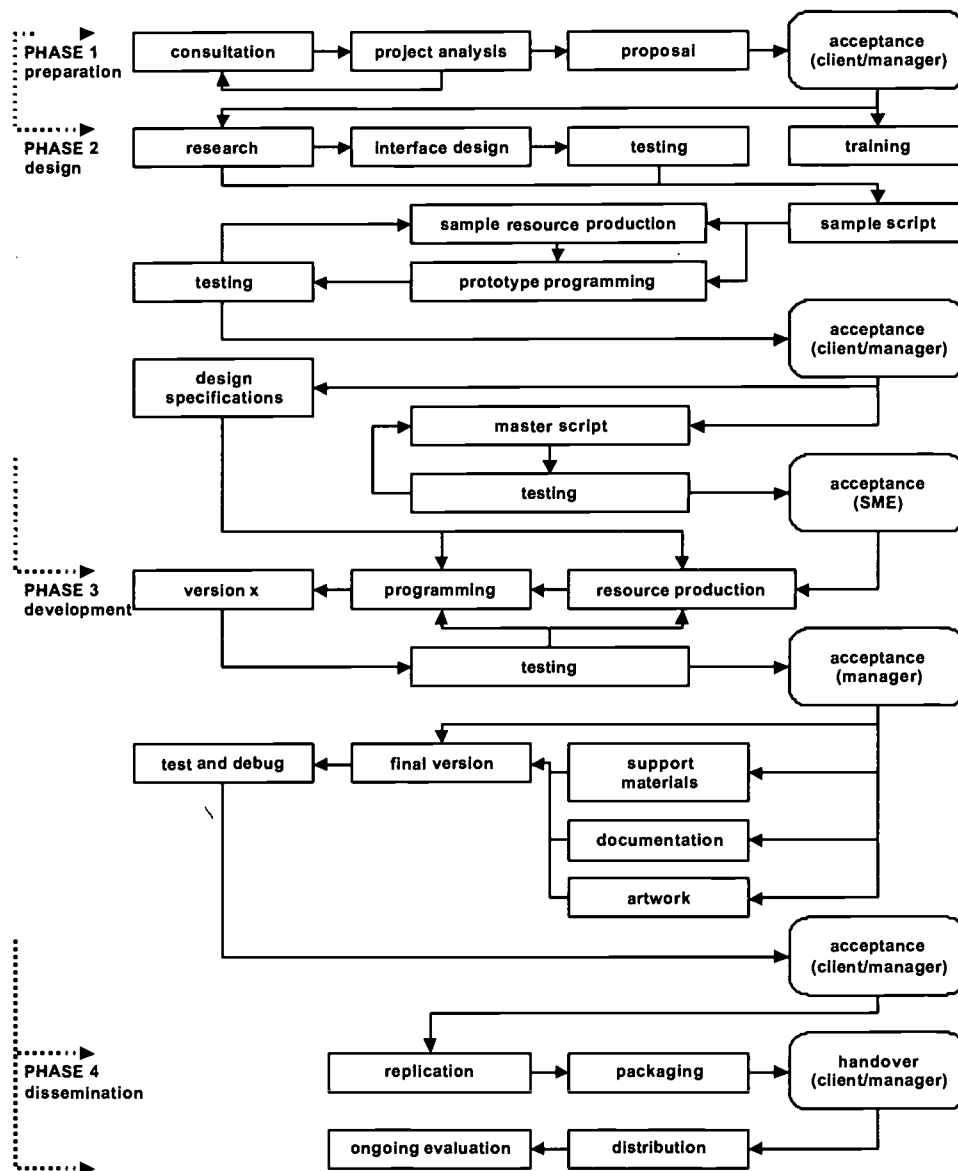 PHASE 1
preparation
consultation
project analysis
proposal
acceptance
(client/manager)
PHASE 2
design
research
interface design
testing
training
sample resource production
sample script
testing
prototype programming
acceptance
(client/manager)
design
specifications
master script
testing
acceptance
(SME)
PHASE 3
development
version x
programming
resource production
testing
acceptance
(manager)
test and debug
final version
support
materials
documentation
artwork
acceptance
(client/manager)
PHASE 4
dissemination
replication
packaging
handover
(client/manager)
ongoing evaluation
distribution